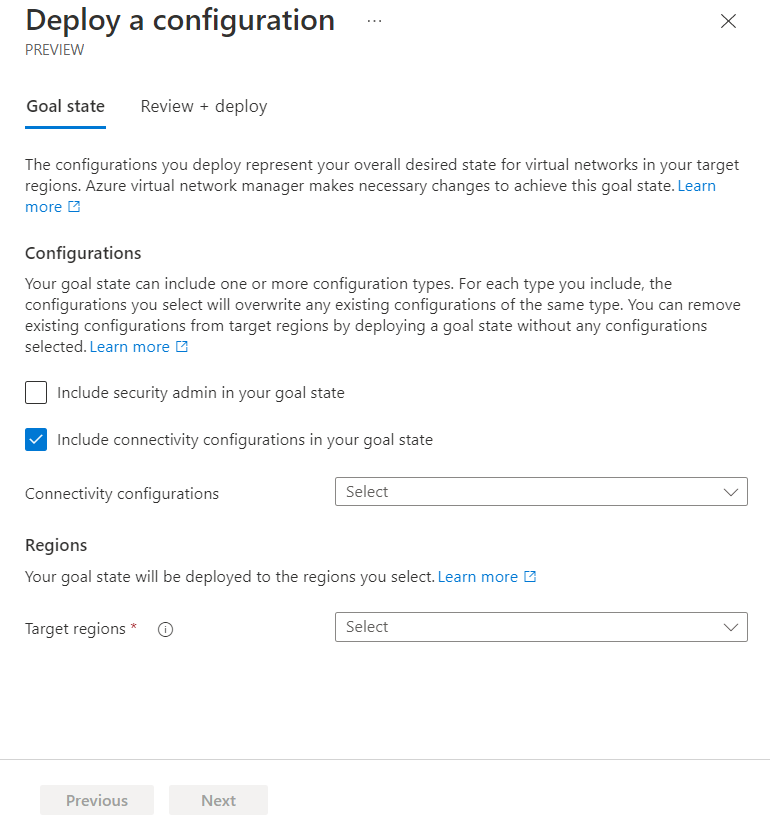 Deploy a configuration ...
PREVIEW
Goal state Review + deploy
The configurations you deploy represent your overall desired state for virtual networks in your target
regions. Azure virtual network manager makes necessary changes to achieve this goal state. Learn
more
Configurations
Your goal state can include one or more configuration types. For each type you include, the
configurations you select will overwrite any existing configurations of the same type. You can remove
existing configurations from target regions by deploying a goal state without any configurations
selected. Learn more
Include security admin in your goal state
Include connectivity configurations in your goal state
Connectivity configurations Select
Regions
Your goal state will be deployed to the regions you select. Learn more
Target regions * Select
Previous Next